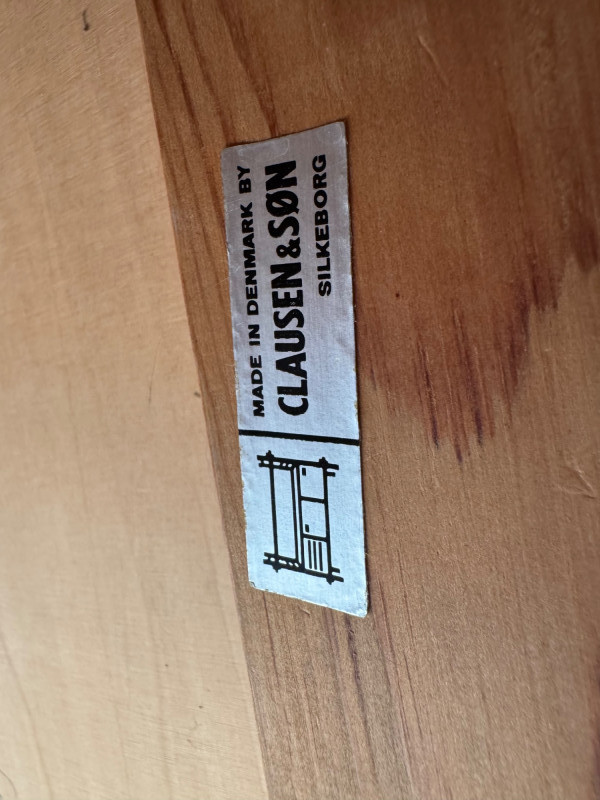 MADE IN DENMARK BY
CLAUSEN & SØN
SILKEBORG